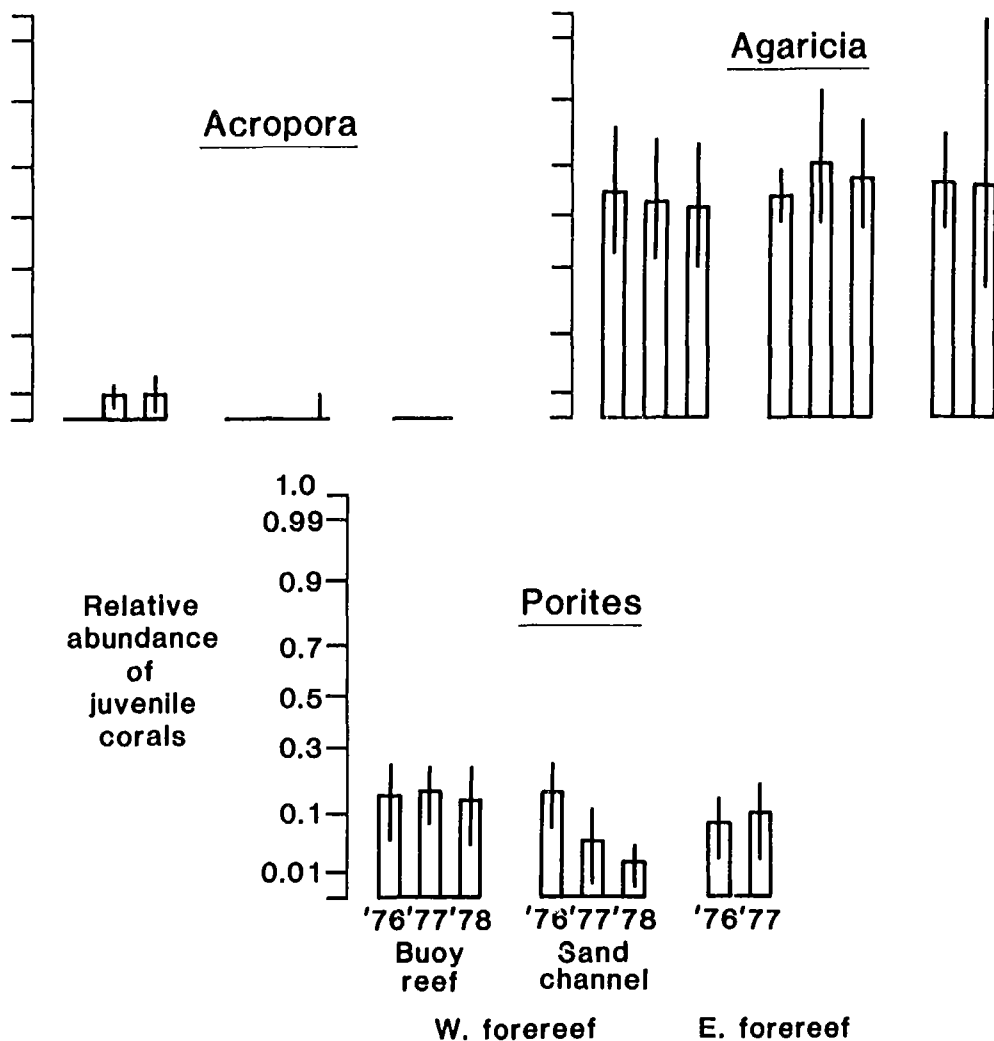 Acropora
Agaricia
Porites
Relative
abundance
of
juvenile
corals
1.0
0.99
0.9
0.7
0.5
0.3
0.1
0.01
'76 '77 '78
Buoy
reef
'76 '77 '78
Sand
channel
'76 '77
W. forereef
E. forereef